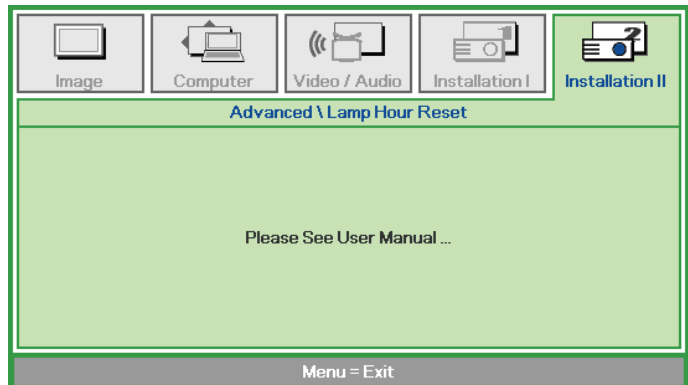 Image
Computer
Video / Audio
Installation I
Installation II
Advanced \ Lamp Hour Reset
Please See User Manual ...
Menu = Exit